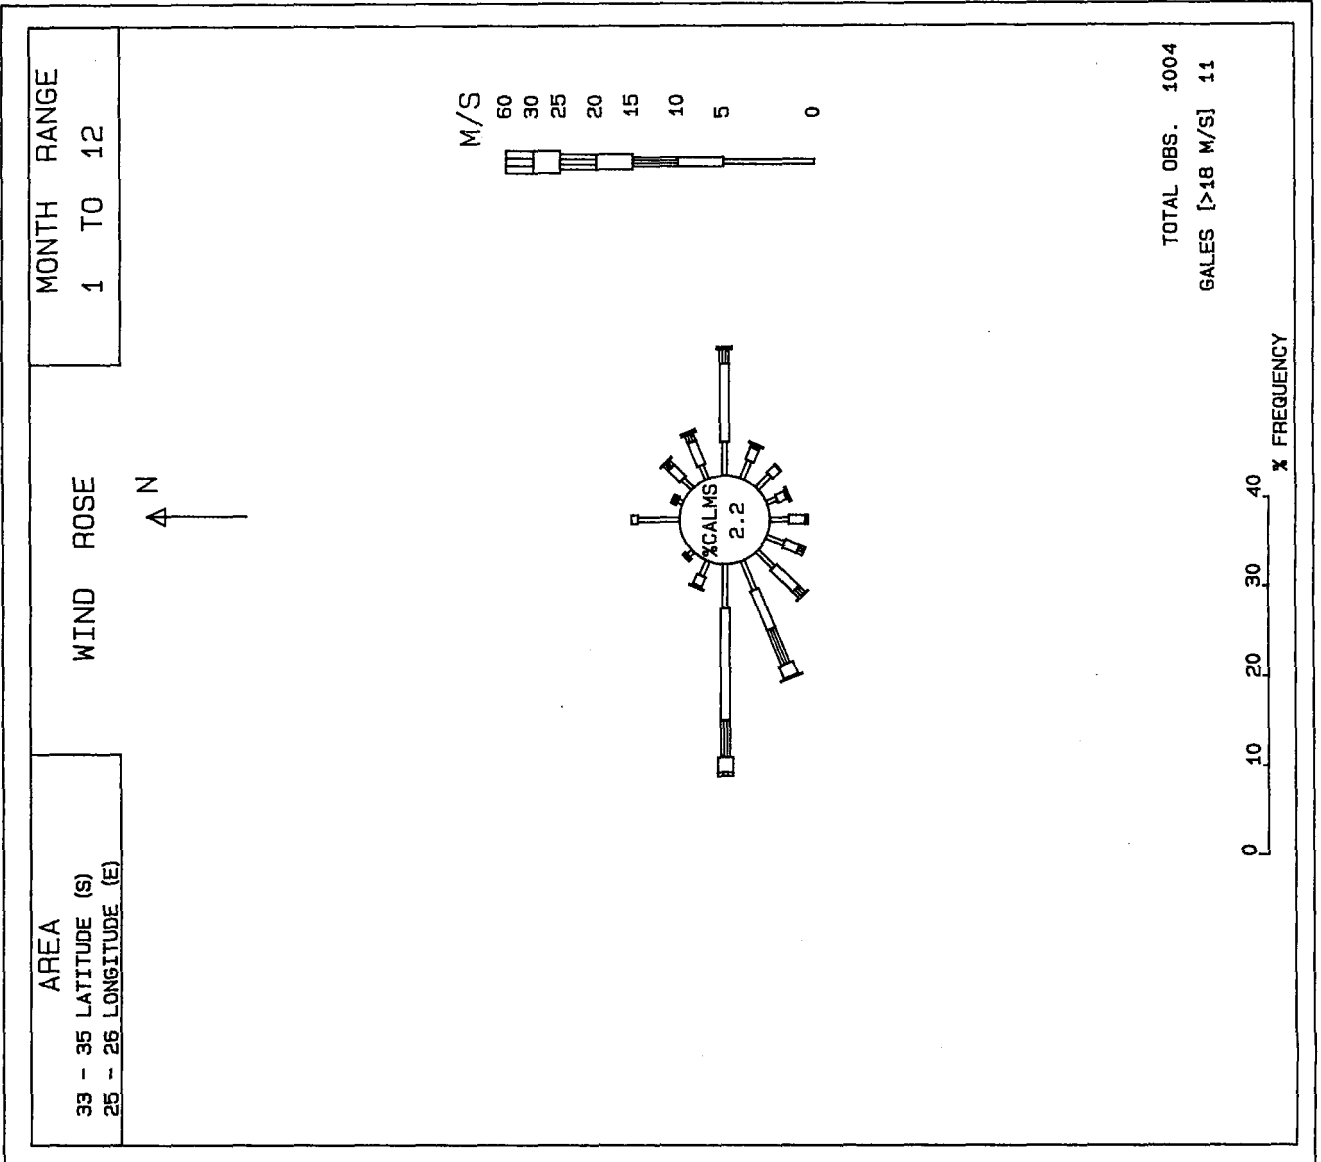 AREA
33 - 35 LATITUDE (S)
25 - 26 LONGITUDE (E)
WIND ROSE
MONTH RANGE
1 TO 12
N
M/S
60
30
25
20
15
10
5
0
%CALMS
2.2
TOTAL OBS. 1004
GALES [>18 M/S] 11
0 10 20 30 40
% FREQUENCY